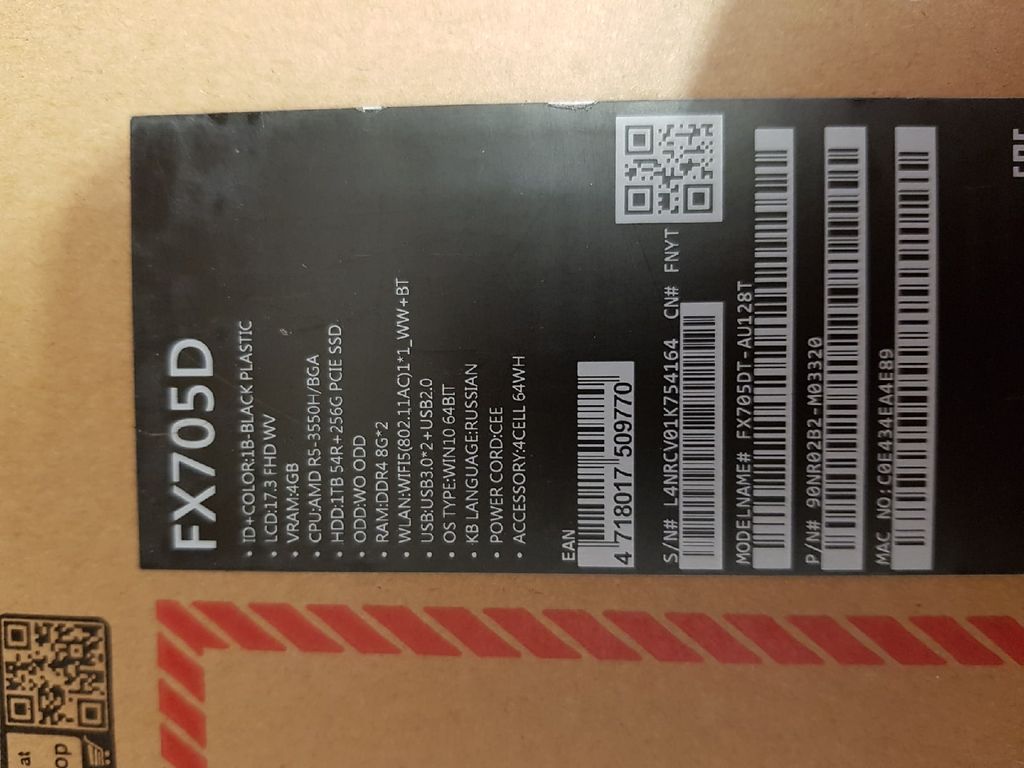 FX705D
• ID+COLOR:1B-BLACK PLASTIC
• LCD:17.3 FHD WV
• VRAM:4GB
• CPU:AMD R5-3550H/BGA
• HDD:1TB 54R+256G PCIE SSD
• ODD:WO ODD
• RAM:DDR4 8G*2
• WLAN:WIFI5(802.11AC)1*1_WW+BT
• USB:USB3.0*2+USB2.0
• OS TYPE:WIN10 64BIT
• KB LANGUAGE:RUSSIAN
• POWER CORD:CEE
• ACCESSORY:4CELL 64WH
EAN
4 718017 509770
S/N# L4NRCV01K754164 CN# FNYT
MODELNAME# FX705DT-AU128T
P/N# 90NR02B2-M03320
MAC NO:C0E434EA4E89
EAC
at
op